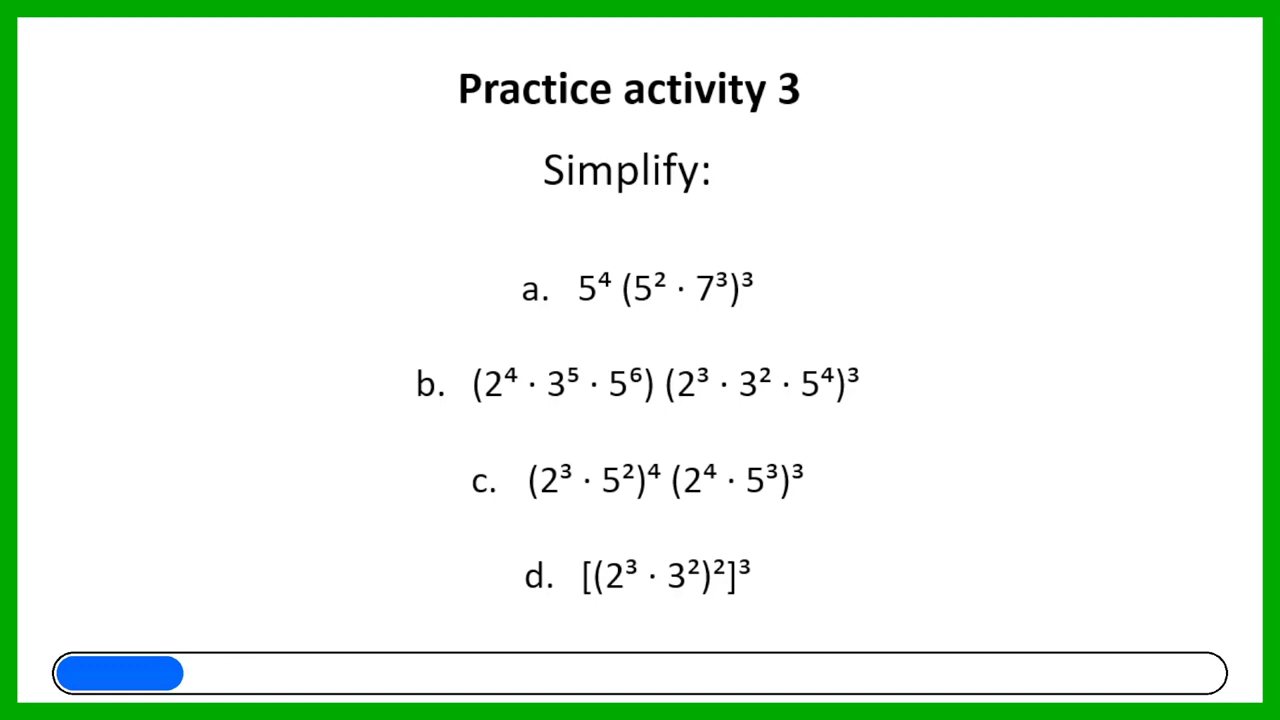 Practice activity 3
Simplify:
a. 5⁴ (5² · 7³)³
b. (2⁴ · 3⁵ · 5⁶) (2³ · 3² · 5⁴)³
c. (2³ · 5²)⁴ (2⁴ · 5³)³
d. [(2³ · 3²)²]³